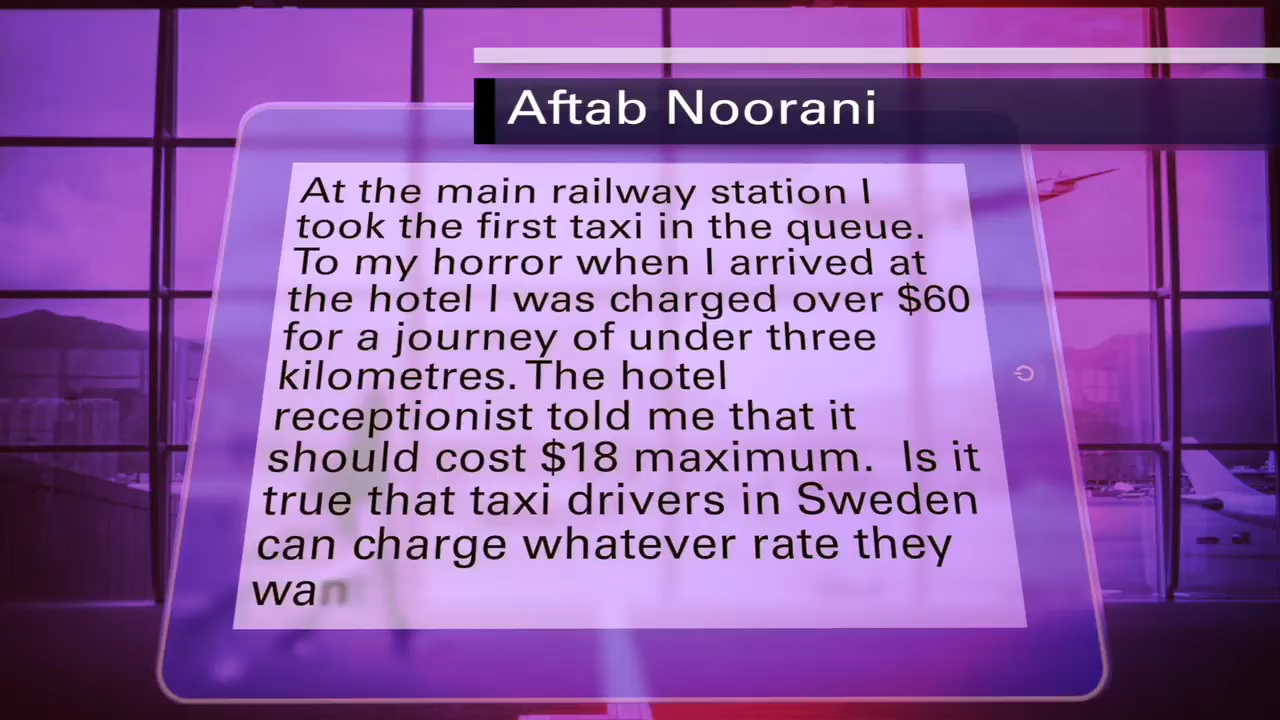 Aftab Noorani
At the main railway station I
took the first taxi in the queue.
To my horror when I arrived at
the hotel I was charged over $60
for a journey of under three
kilometres. The hotel
receptionist told me that it
should cost $18 maximum. Is it
true that taxi drivers in Sweden
can charge whatever rate they
wan